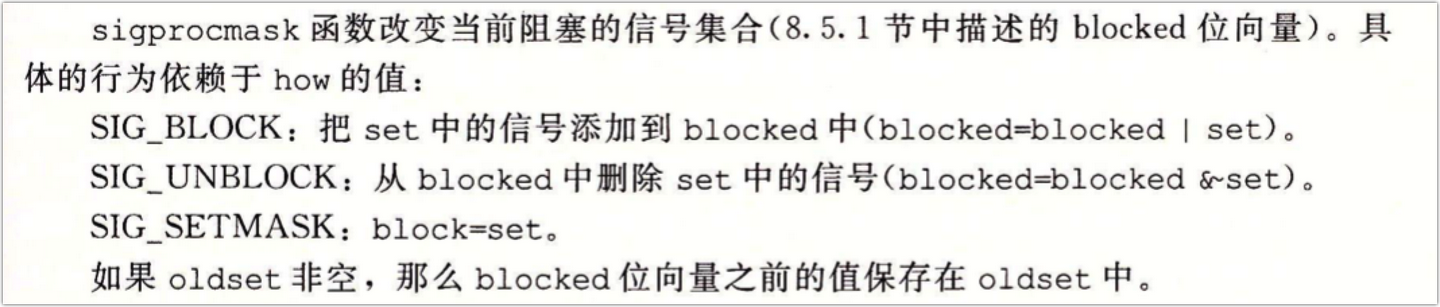 sigprocmask 函数改变当前阻塞的信号集合(8.5.1 节中描述的 blocked 位向量)。具
体的行为依赖于 how 的值：
SIG_BLOCK：把 set 中的信号添加到 blocked 中(blocked=blocked | set)。
SIG_UNBLOCK：从 blocked 中删除 set 中的信号(blocked=blocked &~set)。
SIG_SETMASK：block=set。
如果 oldset 非空，那么 blocked 位向量之前的值保存在 oldset 中。